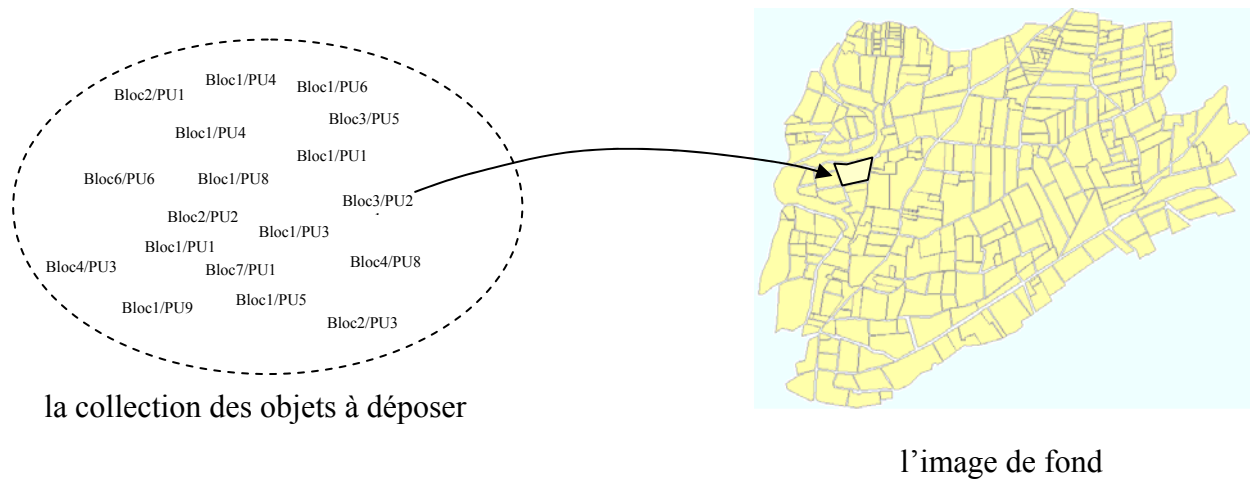 Bloc1/PU4
Bloc1/PU6
Bloc2/PU1
Bloc3/PU5
Bloc1/PU4
Bloc1/PU1
Bloc6/PU6
Bloc1/PU8
Bloc3/PU2
Bloc2/PU2
Bloc1/PU3
Bloc1/PU1
Bloc4/PU3
Bloc7/PU1
Bloc4/PU8
Bloc1/PU9
Bloc1/PU5
Bloc2/PU3
la collection des objets à déposer
l’image de fond